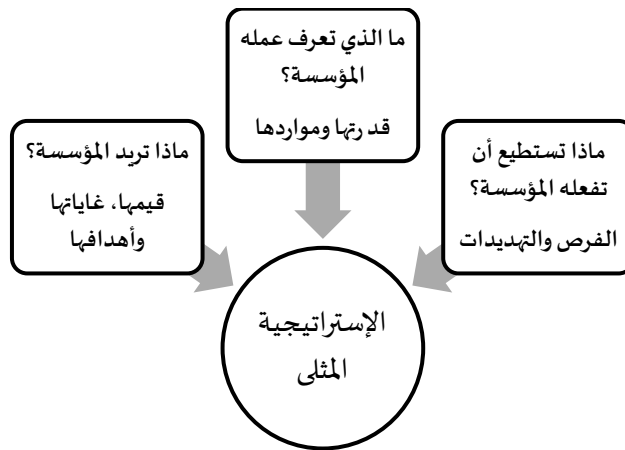 ما الذي تعرف عمله
المؤسسة؟
قدرتها ومواردها
ماذا تستطيع أن
تفعله المؤسسة؟
الفرص والتهديدات
ماذا تريد المؤسسة؟
قيمها، غاياتها
وأهدافها
الإستراتيجية
المثلى